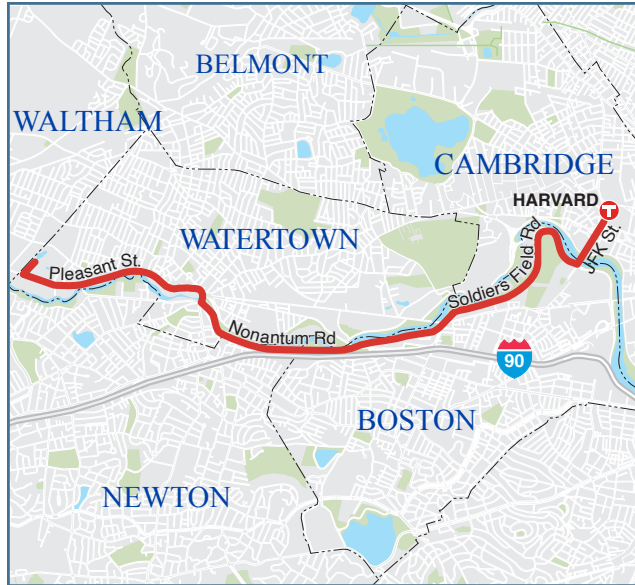 BELMONT
WALTHAM
CAMBRIDGE
HARVARD
T
WATERTOWN
JFK St.
Pleasant St.
Soldiers Field Rd
Nonantum Rd
90
BOSTON
NEWTON